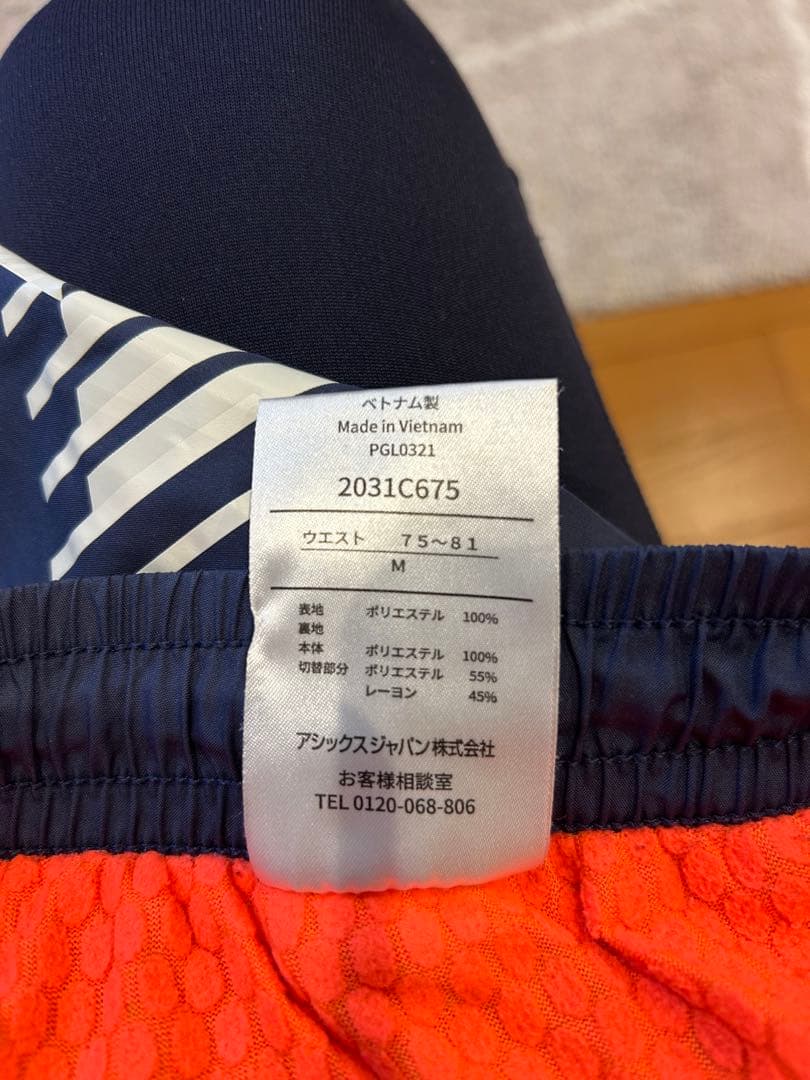 ベトナム製
Made in Vietnam
PGL0321
2031C675
ウエスト 75～81
M
表地 ポリエステル 100%
裏地
本体 ポリエステル 100%
切替部分 ポリエステル 55%
レーヨン 45%
アシックスジャパン株式会社
お客様相談室
TEL 0120-068-806